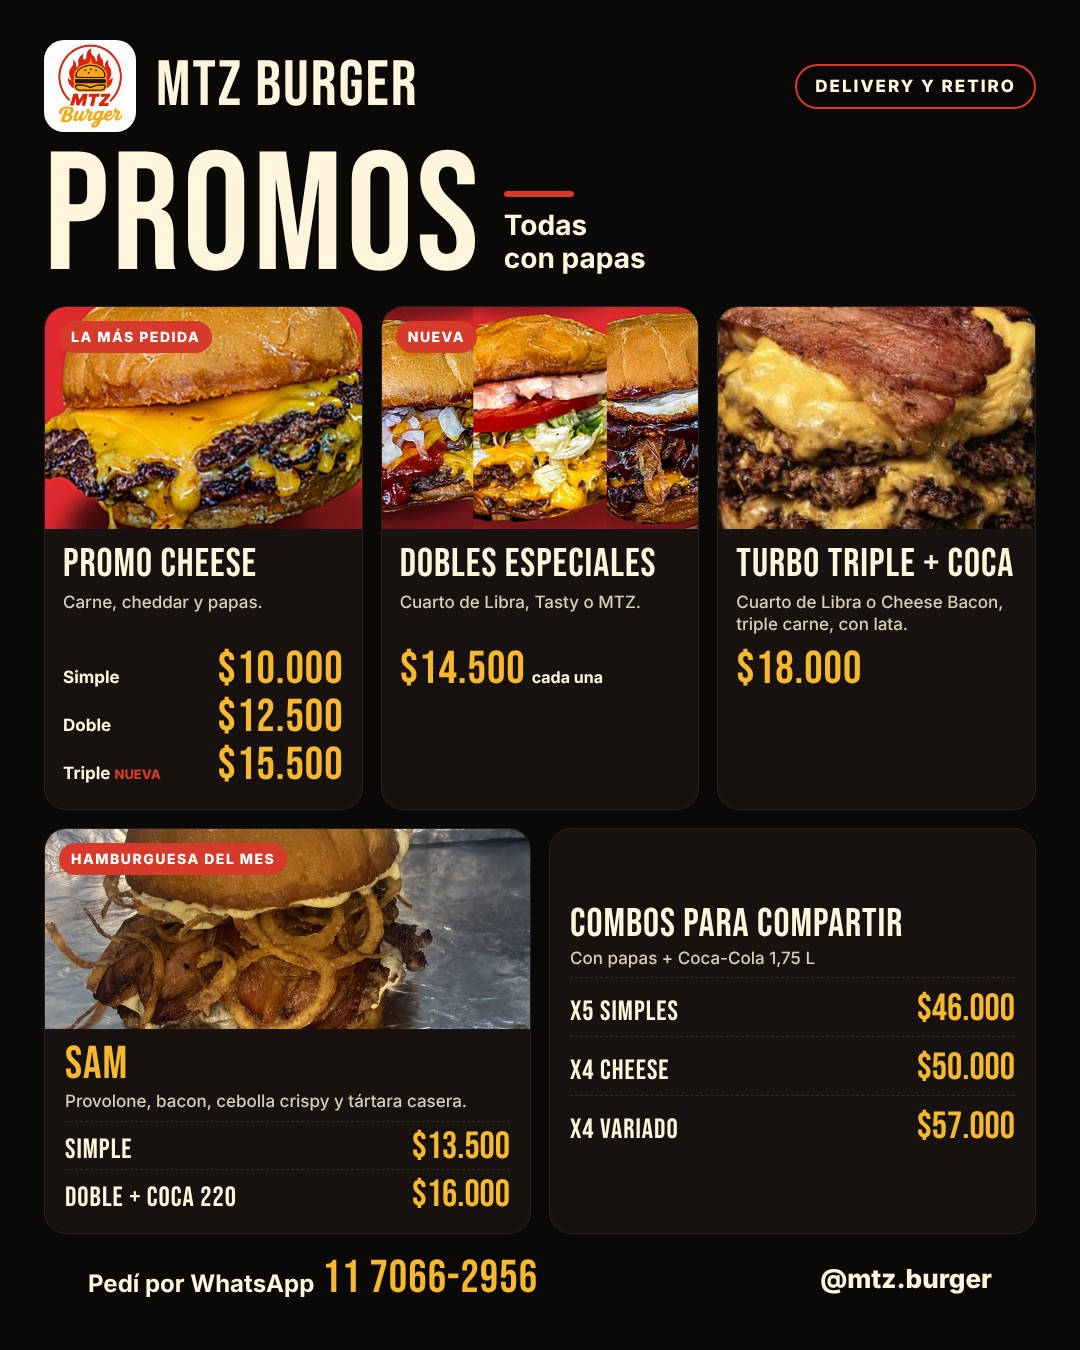 MTZ
Burger
MTZ BURGER
DELIVERY Y RETIRO
PROMOS
Todas
con papas
LA MÁS PEDIDA
PROMO CHEESE
Carne, cheddar y papas.
Simple $10.000
Doble $12.500
Triple NUEVA $15.500
NUEVA
DOBLES ESPECIALES
Cuarto de Libra, Tasty o MTZ.
$14.500 cada una
TURBO TRIPLE + COCA
Cuarto de Libra o Cheese Bacon,
triple carne, con lata.
$18.000
HAMBURGUESA DEL MES
SAM
Provolone, bacon, cebolla crispy y tártara casera.
SIMPLE $13.500
DOBLE + COCA 220 $16.000
COMBOS PARA COMPARTIR
Con papas + Coca-Cola 1,75 L
X5 SIMPLES $46.000
X4 CHEESE $50.000
X4 VARIADO $57.000
Pedí por WhatsApp 11 7066-2956
@mtz.burger